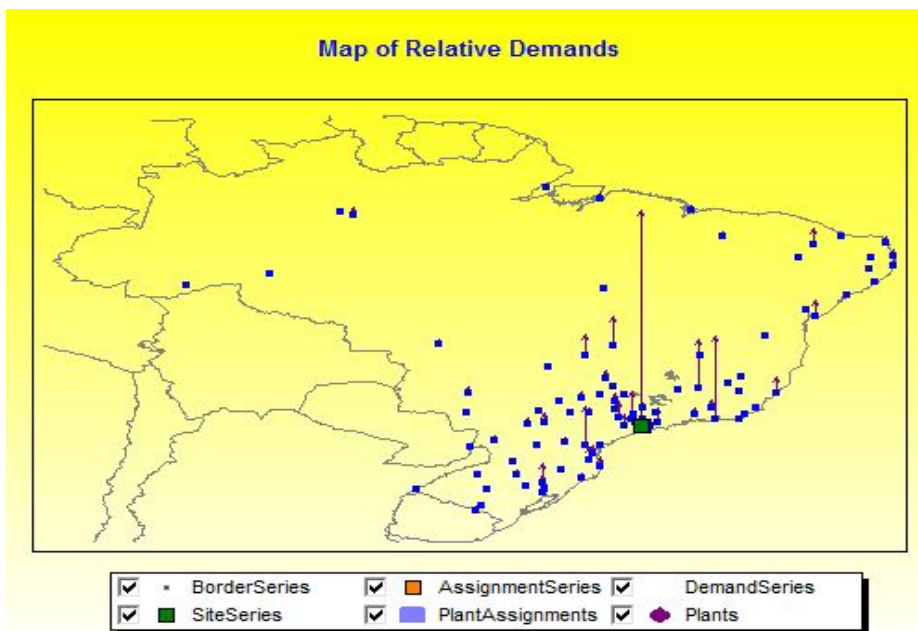 Map of Relative Demands
BorderSeries AssignmentSeries DemandSeries
SiteSeries PlantAssignments Plants